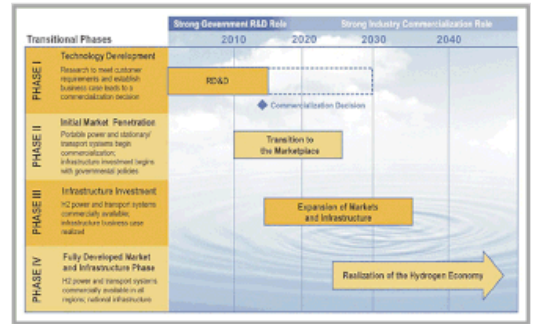 Strong Government R&D Role
Strong Industry Commercialization Role
Transitional Phases
2010
2020
2030
2040
PHASE I
Technology Development
Research to meet customer
requirements and establish
business case leads to a
commercialization decision
RD&D
Commercialization Decision
PHASE II
Initial Market Penetration
Portable power and stationary/
transport systems begin
commercialization;
infrastructure investment begins
with governmental policies
Transition to
the Marketplace
PHASE III
Infrastructure Investment
H2 power and transport systems
commercially available;
infrastructure business case
realized
Expansion of Markets
and Infrastructure
PHASE IV
Fully Developed Market
and Infrastructure Phase
H2 power and transport systems
commercially available in all
regions; national infrastructure
Realization of the Hydrogen Economy